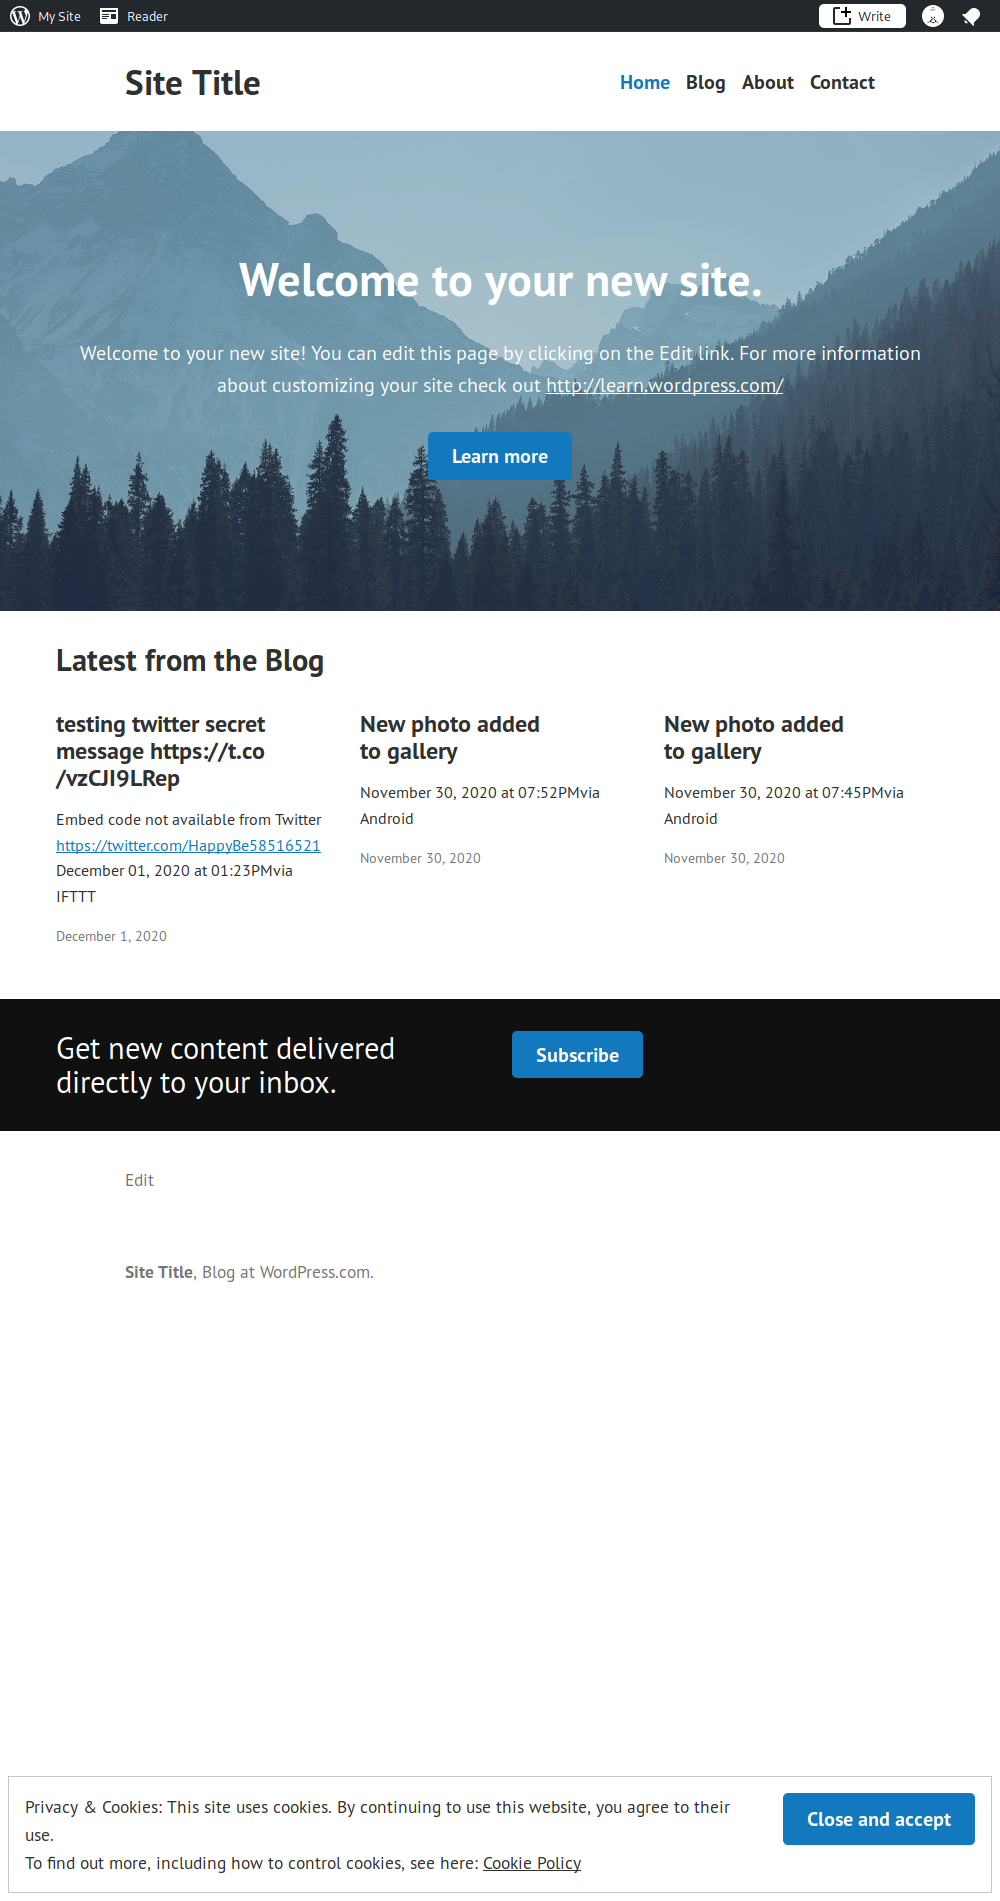 My Site
Reader
Write
Site Title
Home
Blog
About
Contact
Welcome to your new site.
Welcome to your new site! You can edit this page by clicking on the Edit link. For more information
about customizing your site check out http://learn.wordpress.com/
Learn more
Latest from the Blog
testing twitter secret
message https://t.co
/vzCJI9LRep
Embed code not available from Twitter
https://twitter.com/HappyBe58516521
December 01, 2020 at 01:23PMvia
IFTTT
December 1, 2020
New photo added
to gallery
November 30, 2020 at 07:52PMvia
Android
November 30, 2020
New photo added
to gallery
November 30, 2020 at 07:45PMvia
Android
November 30, 2020
Get new content delivered
directly to your inbox.
Subscribe
Edit
Site Title, Blog at WordPress.com.
Privacy & Cookies: This site uses cookies. By continuing to use this website, you agree to their
use.
To find out more, including how to control cookies, see here: Cookie Policy
Close and accept